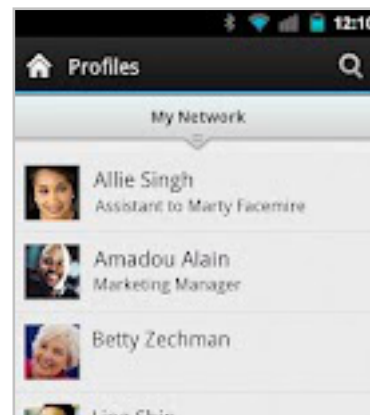 12:10
Profiles
My Network
Allie Singh
Assistant to Marty Facemire
Amadou Alain
Marketing Manager
Betty Zechman